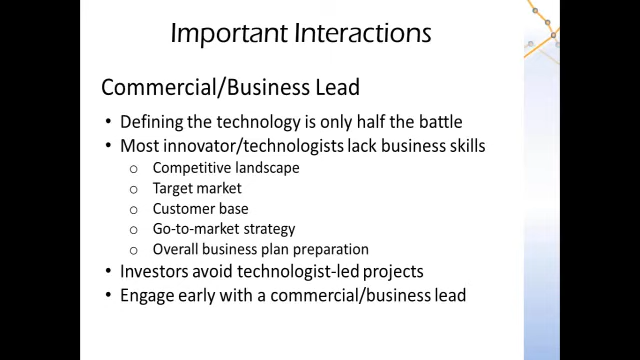 Important Interactions
Commercial/Business Lead
• Defining the technology is only half the battle
• Most innovator/technologists lack business skills
o Competitive landscape
o Target market
o Customer base
o Go-to-market strategy
o Overall business plan preparation
• Investors avoid technologist-led projects
• Engage early with a commercial/business lead